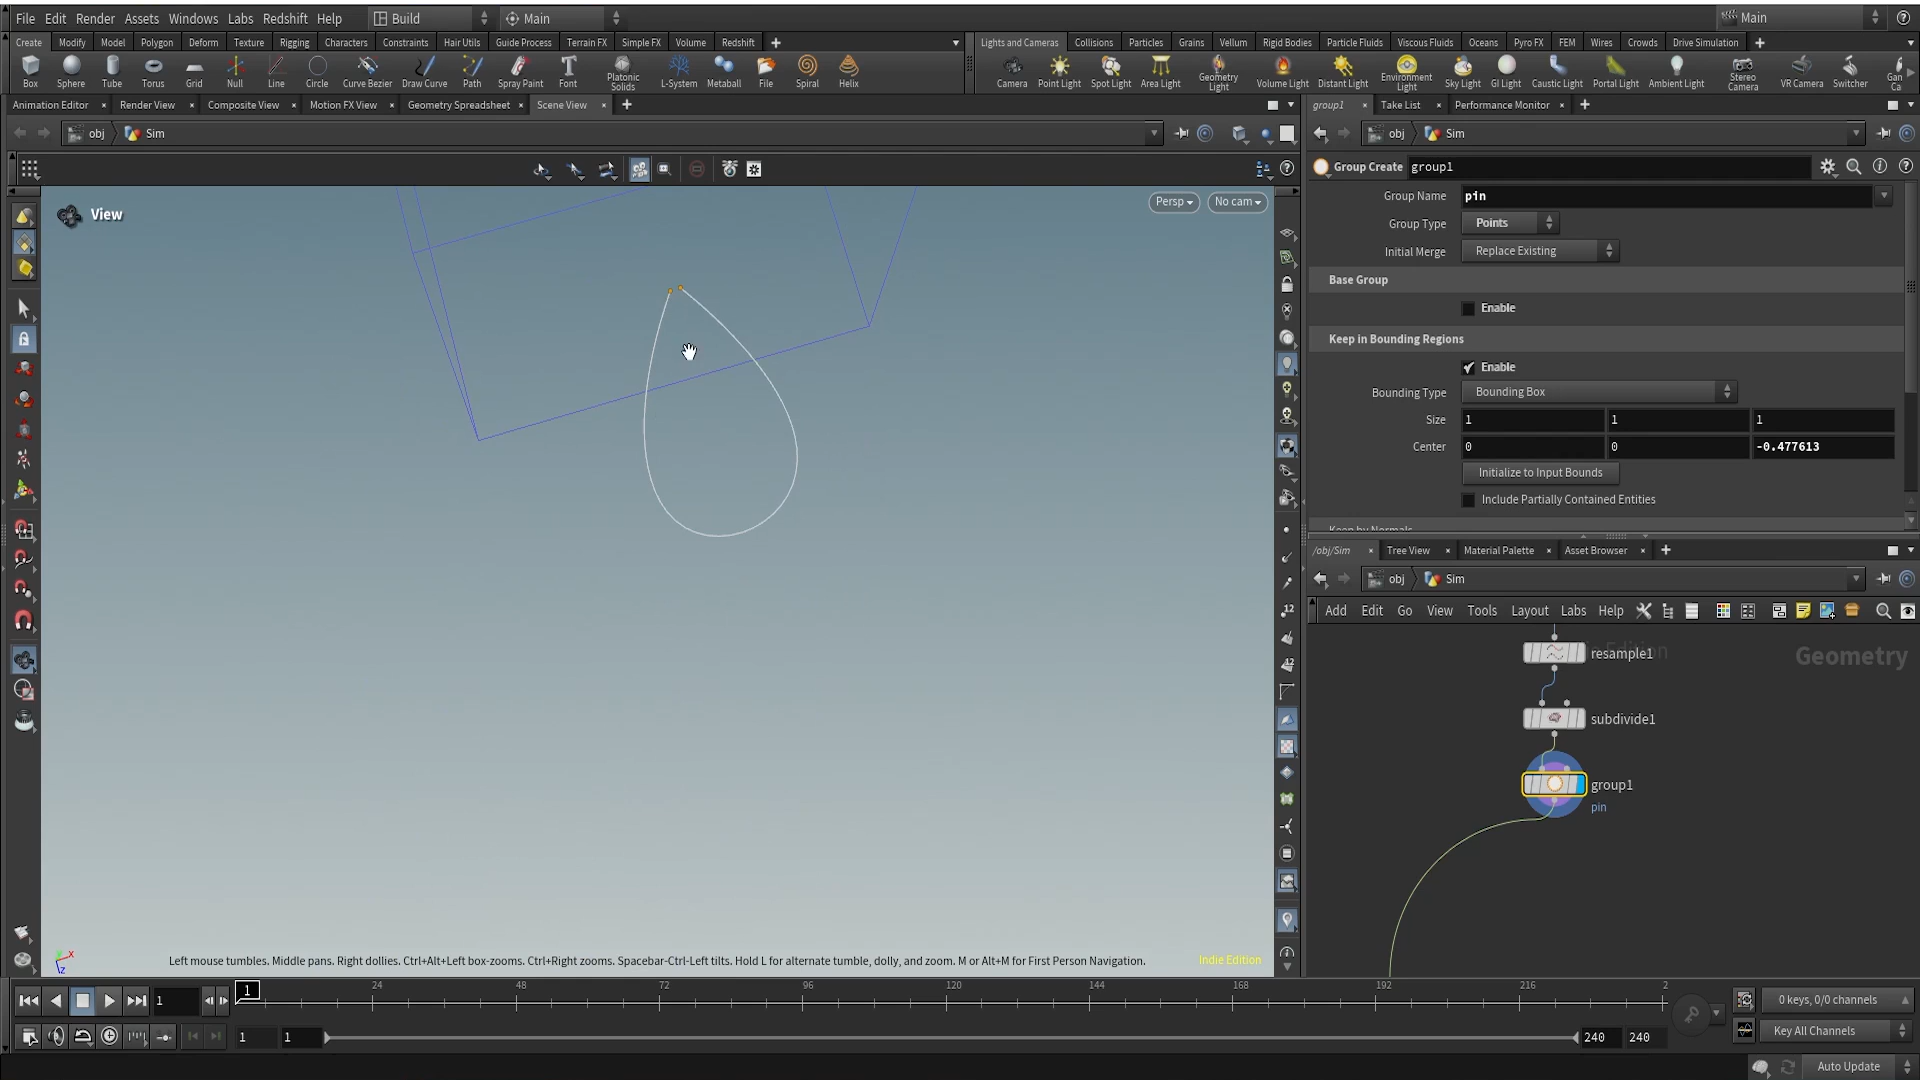 File Edit Render Assets Windows Labs Redshift Help Build Main Main
Create Modify Model Polygon Deform Texture Rigging Characters Constraints Hair Utils Guide Process Terrain FX Simple FX Volume Redshift
Lights and Cameras Collisions Particles Grains Vellum Rigid Bodies Particle Fluids Viscous Fluids Oceans Pyro FX FEM Wires Crowds Drive Simulation
Box Sphere Tube Torus Grid Null Line Circle Curve Bezier Draw Curve Path Spray Paint Font Platonic Solids L-System Metaball File Spiral Helix
Camera Point Light Spot Light Area Light Geometry Light Volume Light Distant Light Environment Light Sky Light GI Light Caustic Light Portal Light Ambient Light Stereo Camera VR Camera Switcher Gan Ca
Animation Editor Render View Composite View Motion FX View Geometry Spreadsheet Scene View
group1 Take List Performance Monitor
obj Sim
obj Sim
View
Persp No cam
Group Create group1
Group Name pin
Group Type Points
Initial Merge Replace Existing
Base Group
Enable
Keep in Bounding Regions
Enable
Bounding Type Bounding Box
Size 1 1 1
Center 0 0 -0.477613
Initialize to Input Bounds
Include Partially Contained Entities
Keep by Normals
/obj/Sim Tree View Material Palette Asset Browser
obj Sim
Add Edit Go View Tools Layout Labs Help
resample1
Geometry
subdivide1
group1
pin
12
12
Left mouse tumbles. Middle pans. Right dollies. Ctrl+Alt+Left box-zooms. Ctrl+Right zooms. Spacebar-Ctrl-Left tilts. Hold L for alternate tumble, dolly, and zoom. M or Alt+M for First Person Navigation.
Indie Edition
1 1 24 48 72 96 120 144 168 192 216 2
0 keys, 0/0 channels
1 1 240 240
Key All Channels
Auto Update